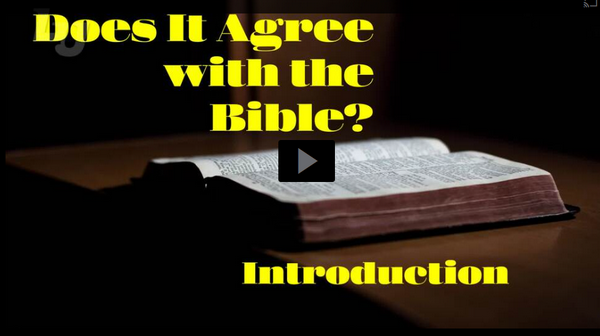 Does It Agree
with the
Bible?
Introduction